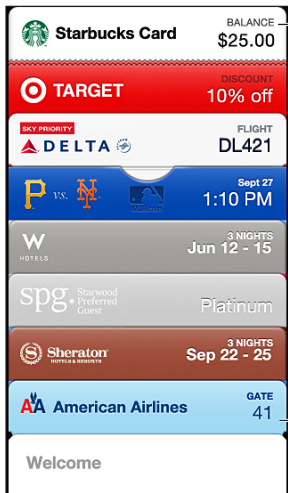 BALANCE
Starbucks Card
$25.00
DISCOUNT
TARGET
10% off
SKY PRIORITY
FLIGHT
DELTA
DL421
Sept 27
P vs. NY
1:10 PM
3 NIGHTS
W
Jun 12 - 15
HOTELS
spg. Starwood
Preferred
Guest
Platinum
3 NIGHTS
S Sheraton
Sep 22 - 25
HOTELS & RESORTS
GATE
AA American Airlines
41
Welcome